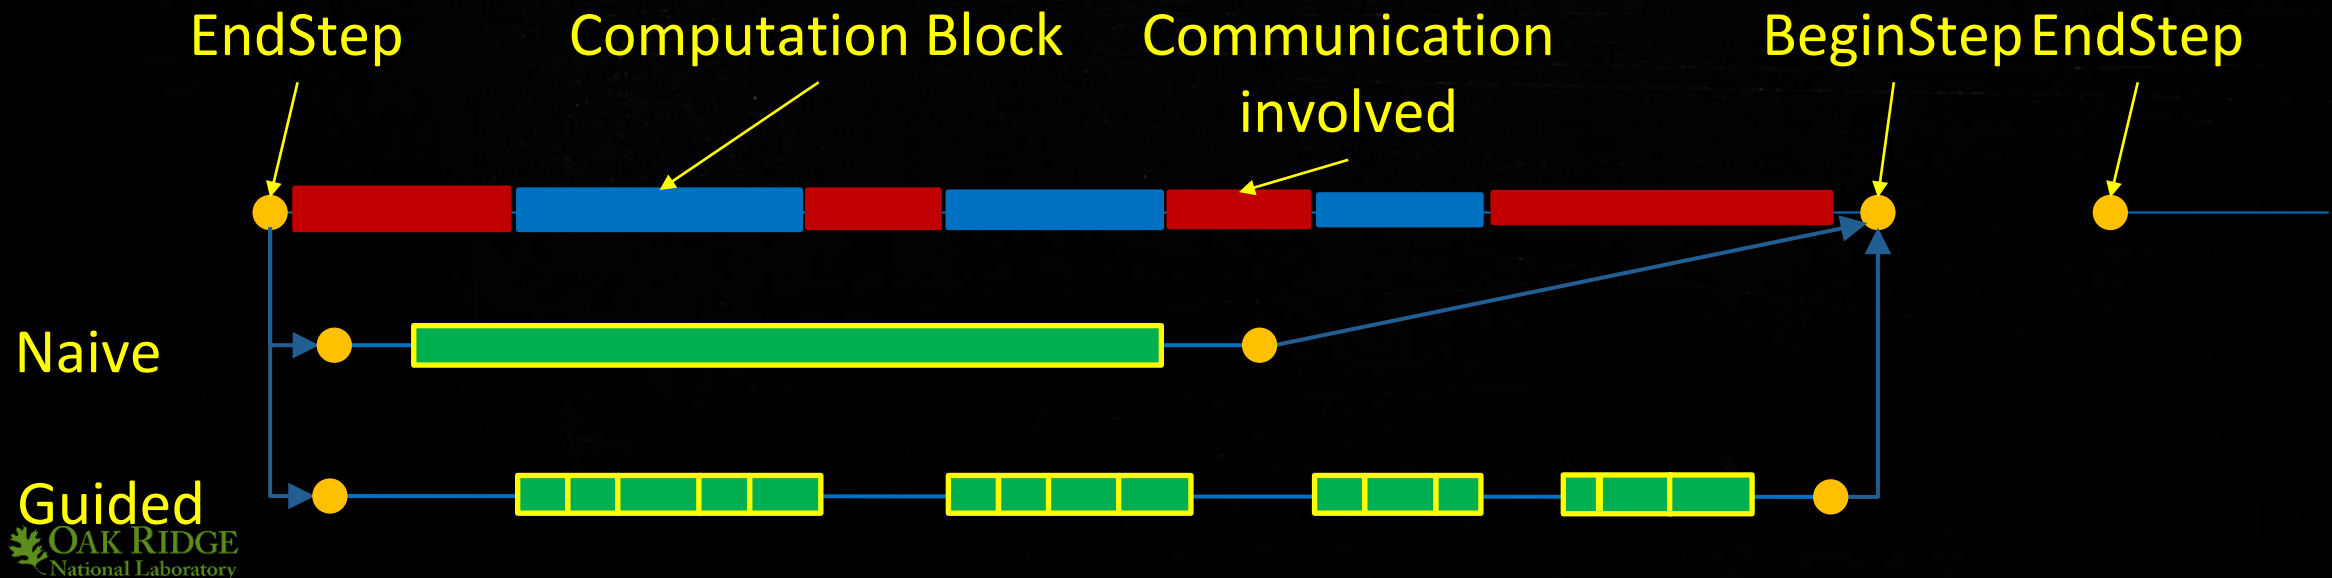 EndStep
Computation Block
Communication
involved
BeginStep
EndStep
Naive
Guided
OAK RIDGE
National Laboratory